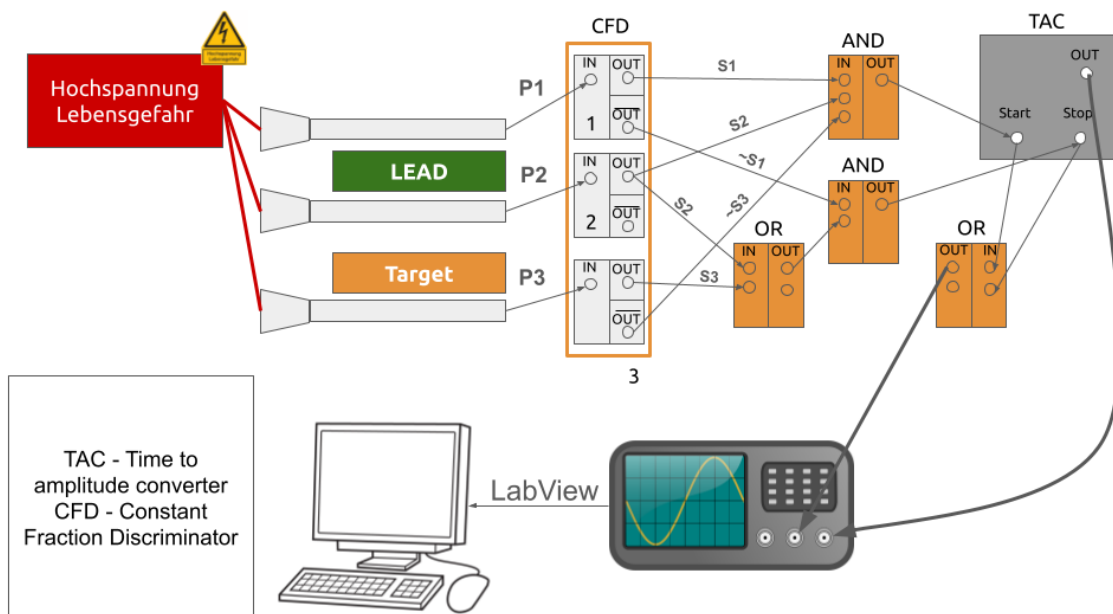 Hochspannung
Lebensgefahr
Hochspannung
Lebensgefahr
P1
LEAD
P2
Target
P3
CFD
IN OUT
OUT
1
IN OUT
OUT
2
IN OUT
OUT
3
S1
S2
~S1
S2
~S3
S3
AND
IN OUT
AND
IN OUT
OR
IN OUT
TAC
OUT
Start Stop
OR
OUT IN
TAC - Time to
amplitude converter
CFD - Constant
Fraction Discriminator
LabView